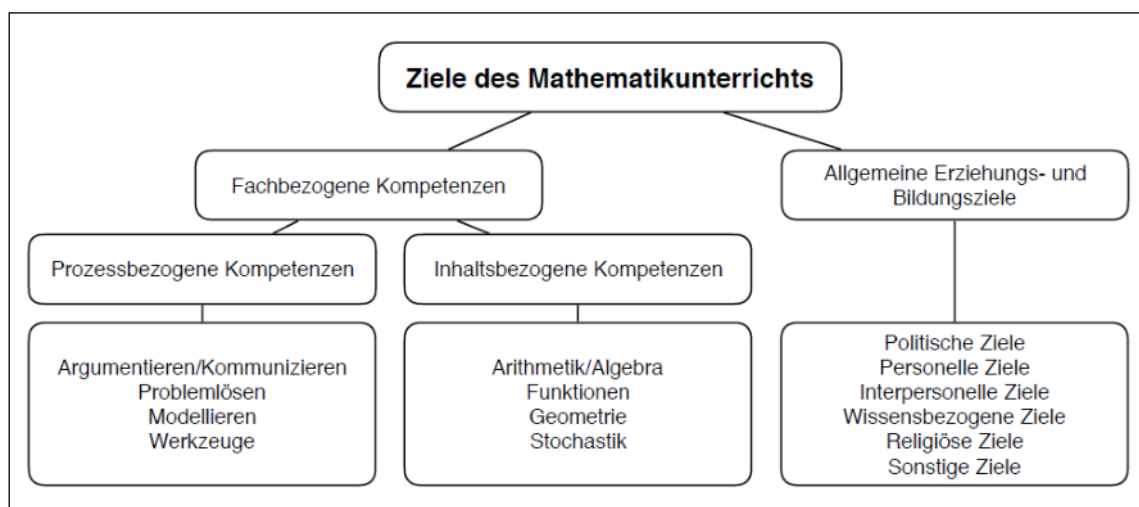 Ziele des Mathematikunterrichts
Fachbezogene Kompetenzen
Allgemeine Erziehungs- und
Bildungsziele
Prozessbezogene Kompetenzen
Inhaltsbezogene Kompetenzen
Argumentieren/Kommunizieren
Problemlösen
Modellieren
Werkzeuge
Arithmetik/Algebra
Funktionen
Geometrie
Stochastik
Politische Ziele
Personelle Ziele
Interpersonelle Ziele
Wissensbezogene Ziele
Religiöse Ziele
Sonstige Ziele